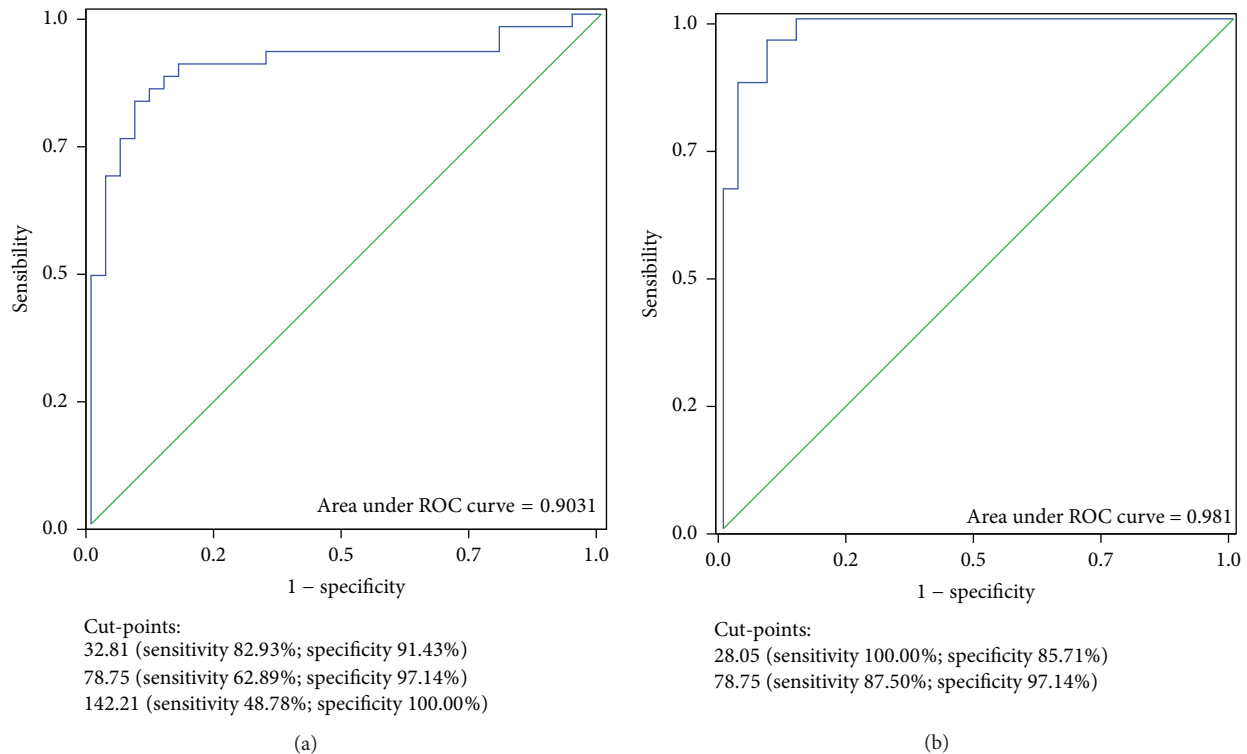 1.0
0.7
0.5
0.2
0.0
Sensibility
Area under ROC curve = 0.9031
0.0 0.2 0.5 0.7 1.0
1 − specificity
Cut-points:
32.81 (sensitivity 82.93%; specificity 91.43%)
78.75 (sensitivity 62.89%; specificity 97.14%)
142.21 (sensitivity 48.78%; specificity 100.00%)
(a)
1.0
0.7
0.5
0.2
0.0
Sensibility
Area under ROC curve = 0.981
0.0 0.2 0.5 0.7 1.0
1 − specificity
Cut-points:
28.05 (sensitivity 100.00%; specificity 85.71%)
78.75 (sensitivity 87.50%; specificity 97.14%)
(b)